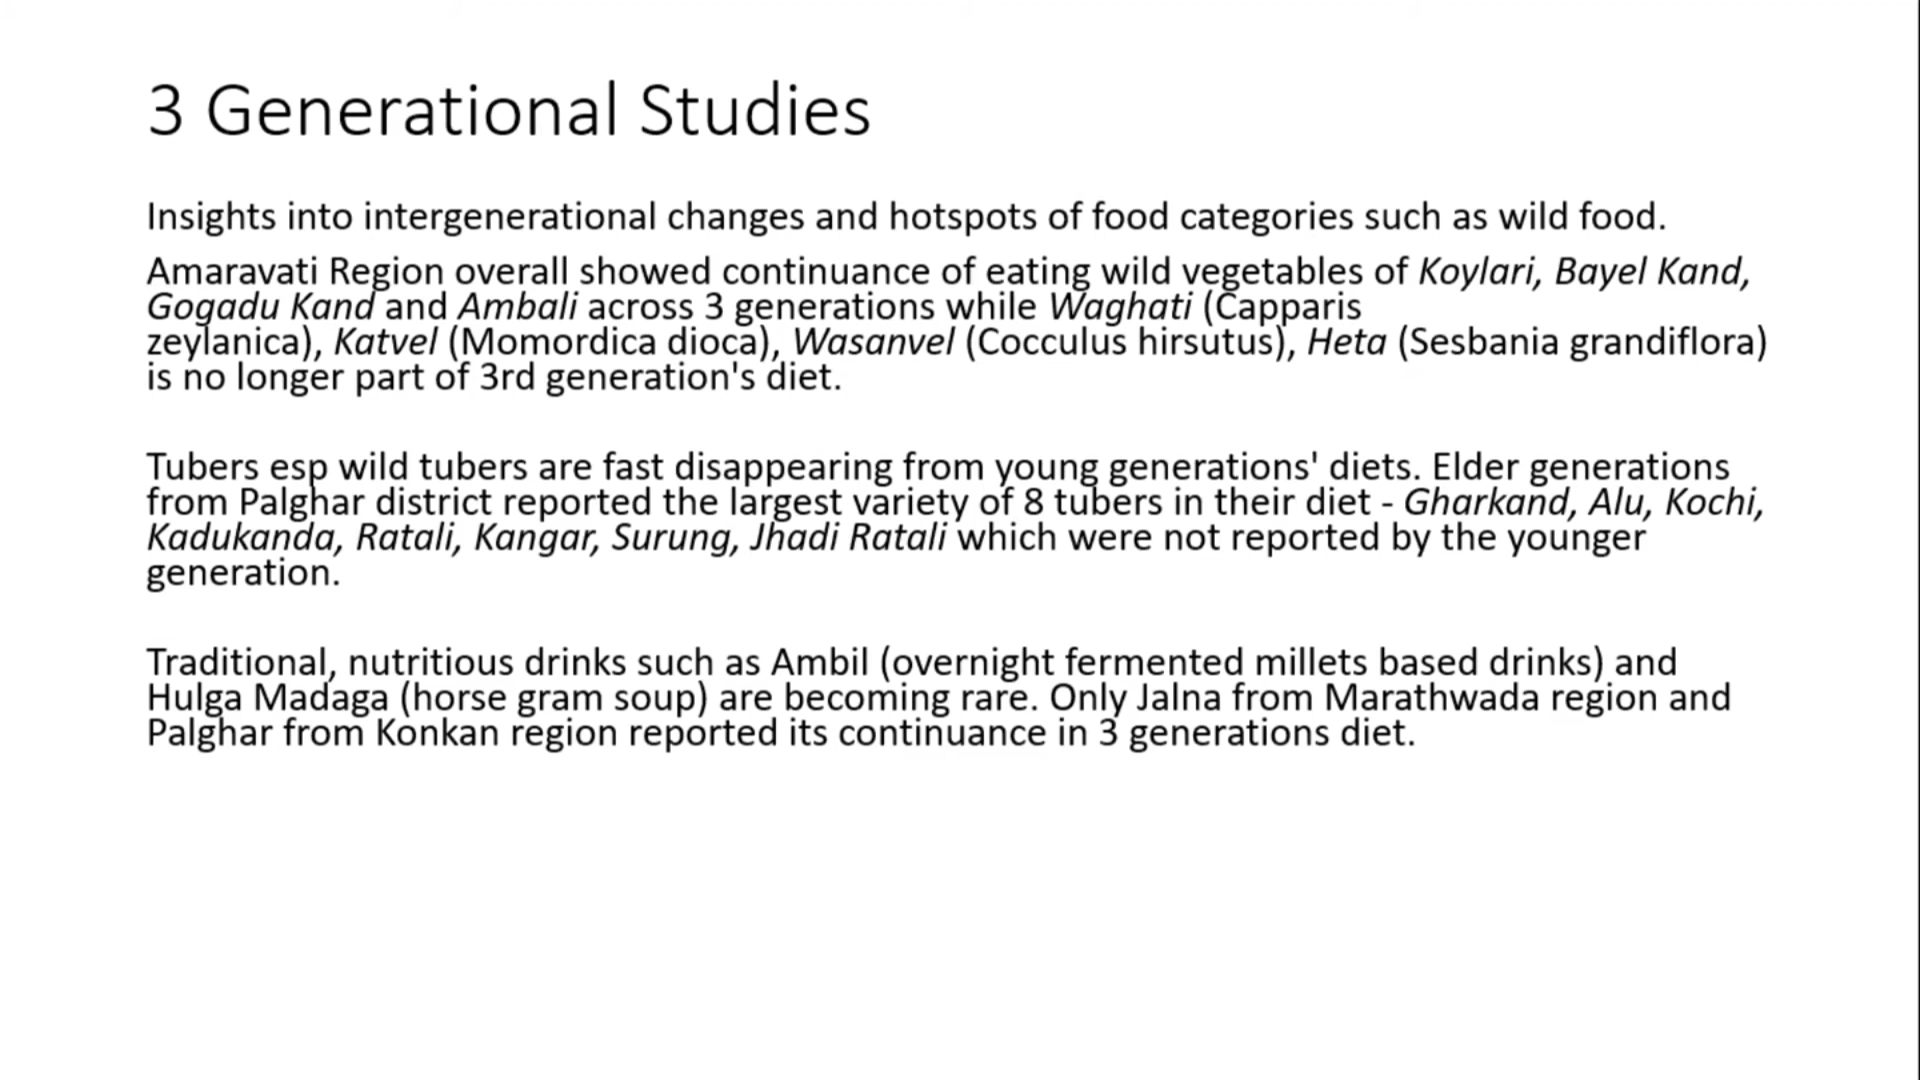 3 Generational Studies
Insights into intergenerational changes and hotspots of food categories such as wild food.
Amaravati Region overall showed continuance of eating wild vegetables of Koylari, Bayel Kand,
Gogadu Kand and Ambali across 3 generations while Waghati (Capparis
zeylanica), Katvel (Momordica dioca), Wasanvel (Cocculus hirsutus), Heta (Sesbania grandiflora)
is no longer part of 3rd generation's diet.
Tubers esp wild tubers are fast disappearing from young generations' diets. Elder generations
from Palghar district reported the largest variety of 8 tubers in their diet - Gharkand, Alu, Kochi,
Kadukanda, Ratali, Kangar, Surung, Jhadi Ratali which were not reported by the younger
generation.
Traditional, nutritious drinks such as Ambil (overnight fermented millets based drinks) and
Hulga Madaga (horse gram soup) are becoming rare. Only Jalna from Marathwada region and
Palghar from Konkan region reported its continuance in 3 generations diet.